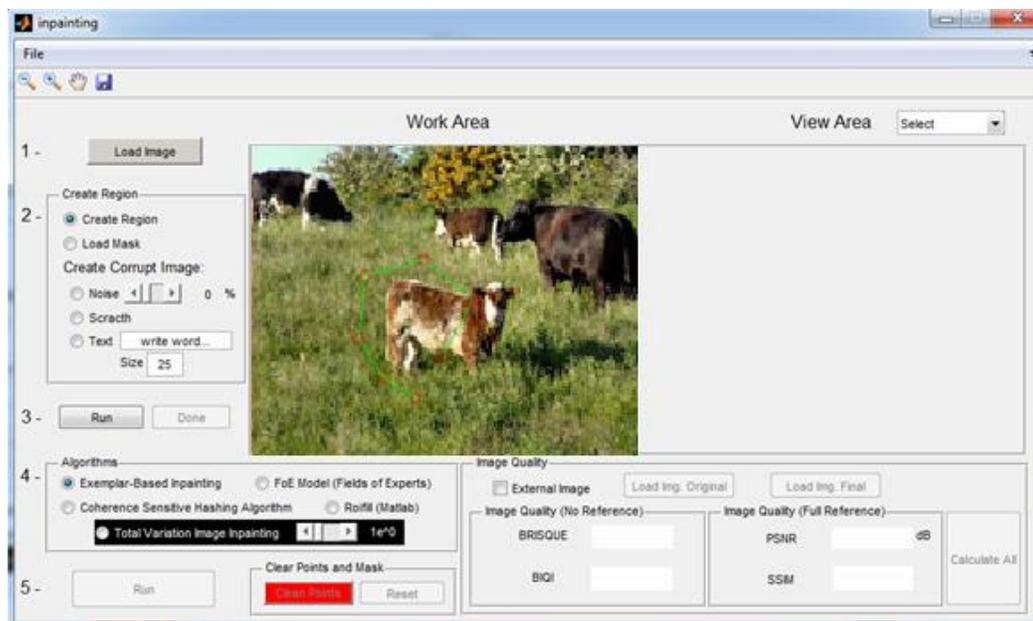 inpainting
File
Work Area
View Area
Select
1 -
Load Image
Create Region
2 -
Create Region
Load Mask
Create Corrupt Image:
Noise
0 %
Scracth
Text
write word...
Size
25
3 -
Run
Done
4 -
Algorithms
Exemplar-Based Inpainting
FoE Model (Fields of Experts)
Coherence Sensitive Hashing Algorithm
Roifill (Matlab)
Total Variation Image Inpainting
1e^0
Image Quality
External Image
Load Img. Original
Load Img. Final
Image Quality (No Reference)
BRISQUE
BIQI
Image Quality (Full Reference)
PSNR
dB
SSIM
Calculate All
5 -
Run
Clear Points and Mask
Clean Points
Reset